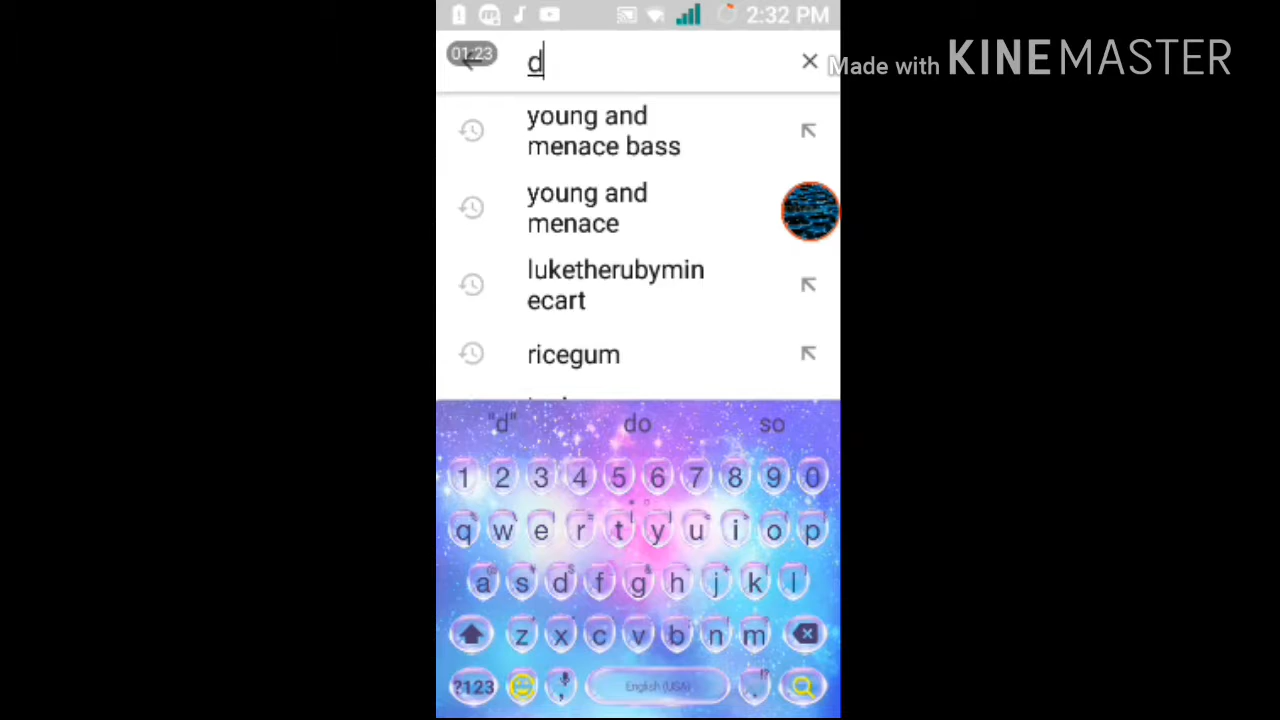 2:32 PM
01:23
d
Made with KINEMASTER
young and
menace bass
young and
menace
luketherubymin
ecart
ricegum
"d" do so
1 2 3 4 5 6 7 8 9 0
q w e r t y u i o p
a s d f g h j k l
z x c v b n m
?123 , English (USA) . !?